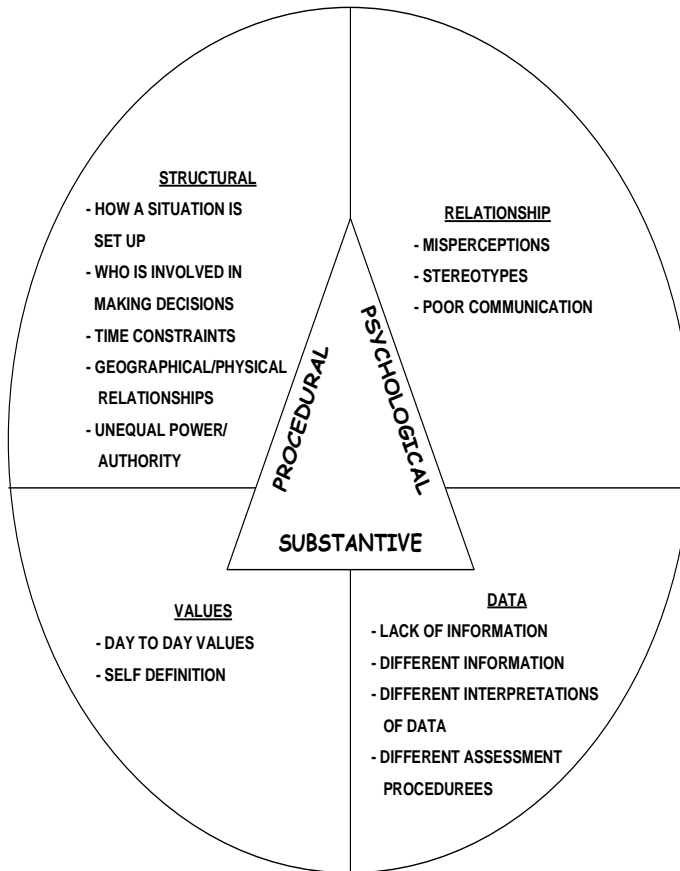 STRUCTURAL
- HOW A SITUATION IS
SET UP
- WHO IS INVOLVED IN
MAKING DECISIONS
- TIME CONSTRAINTS
- GEOGRAPHICAL/PHYSICAL
RELATIONSHIPS
- UNEQUAL POWER/
AUTHORITY
RELATIONSHIP
- MISPERCEPTIONS
- STEREOTYPES
- POOR COMMUNICATION
PROCEDURAL
PSYCHOLOGICAL
SUBSTANTIVE
VALUES
- DAY TO DAY VALUES
- SELF DEFINITION
DATA
- LACK OF INFORMATION
- DIFFERENT INFORMATION
- DIFFERENT INTERPRETATIONS
OF DATA
- DIFFERENT ASSESSMENT
PROCEDUREES